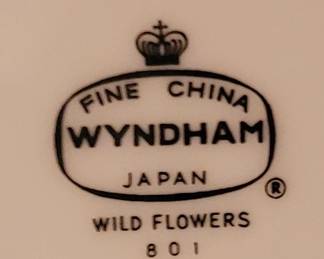 FINE CHINA
WYNDHAM
JAPAN
®
WILD FLOWERS
801